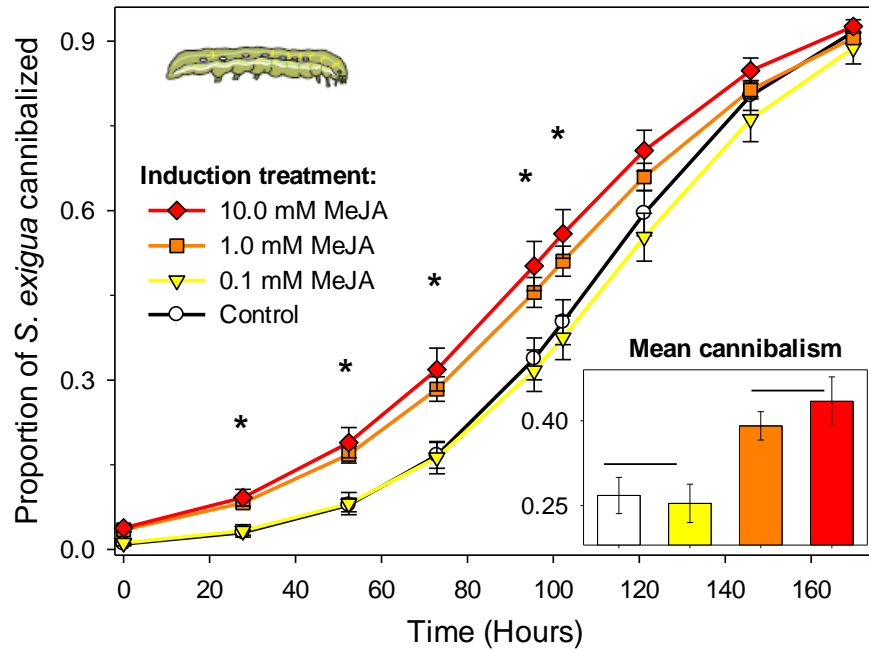 0.9
0.6
0.3
0.0
Proportion of S. exigua cannibalized
Induction treatment:
10.0 mM MeJA
1.0 mM MeJA
0.1 mM MeJA
Control
*
*
*
*
*
Mean cannibalism
0.40
0.25
0 20 40 60 80 100 120 140 160
Time (Hours)